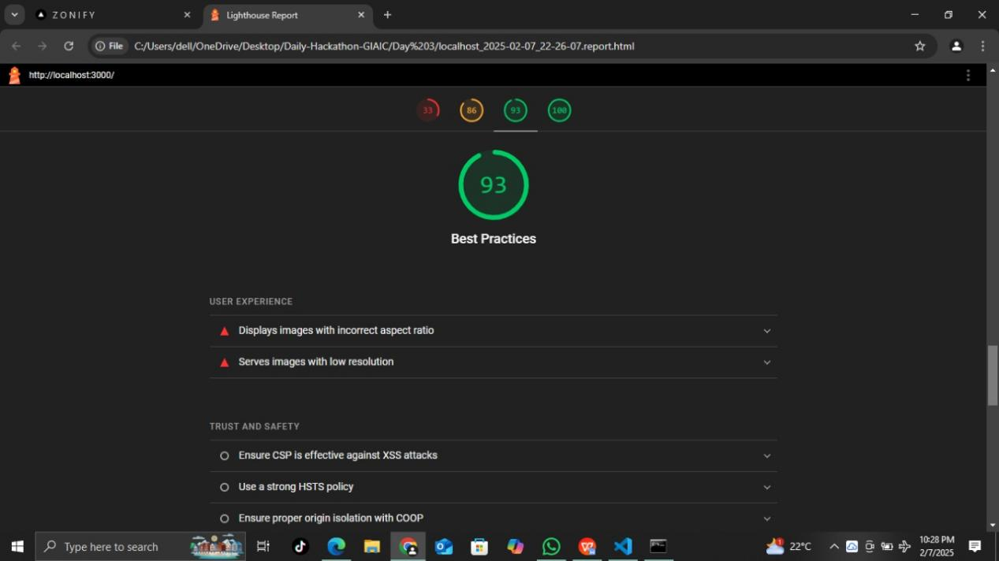 ZONIFY
Lighthouse Report
File
C:/Users/dell/OneDrive/Desktop/Daily-Hackathon-GIAIC/Day%203/localhost_2025-02-07_22-26-07.report.html
http://localhost:3000/
33 86 93 100
93
Best Practices
USER EXPERIENCE
Displays images with incorrect aspect ratio
Serves images with low resolution
TRUST AND SAFETY
Ensure CSP is effective against XSS attacks
Use a strong HSTS policy
Ensure proper origin isolation with COOP
Type here to search
1
22°C
10:28 PM
2/7/2025